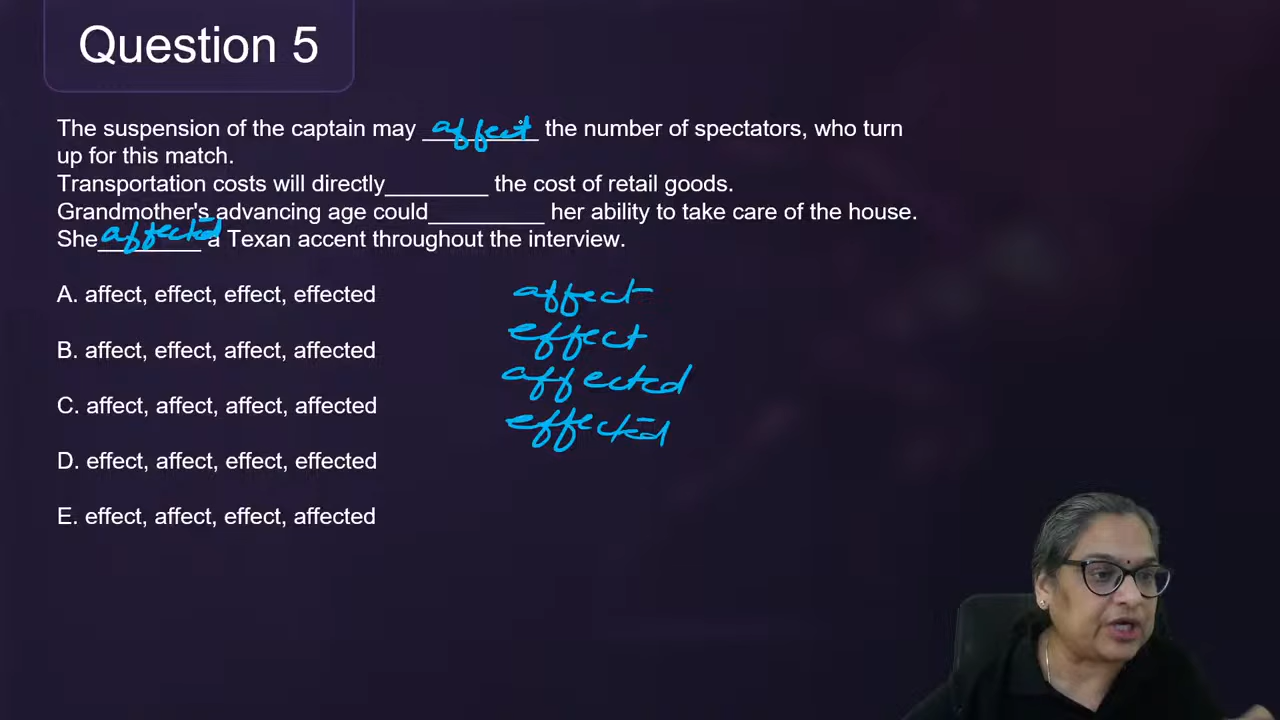 Question 5
The suspension of the captain may affect the number of spectators, who turn
up for this match.
Transportation costs will directly________ the cost of retail goods.
Grandmother's advancing age could_________ her ability to take care of the house.
She affected a Texan accent throughout the interview.
A. affect, effect, effect, effected
affect
effect
B. affect, effect, affect, affected
affected
C. affect, affect, affect, affected
effected
D. effect, affect, effect, effected
E. effect, affect, effect, affected